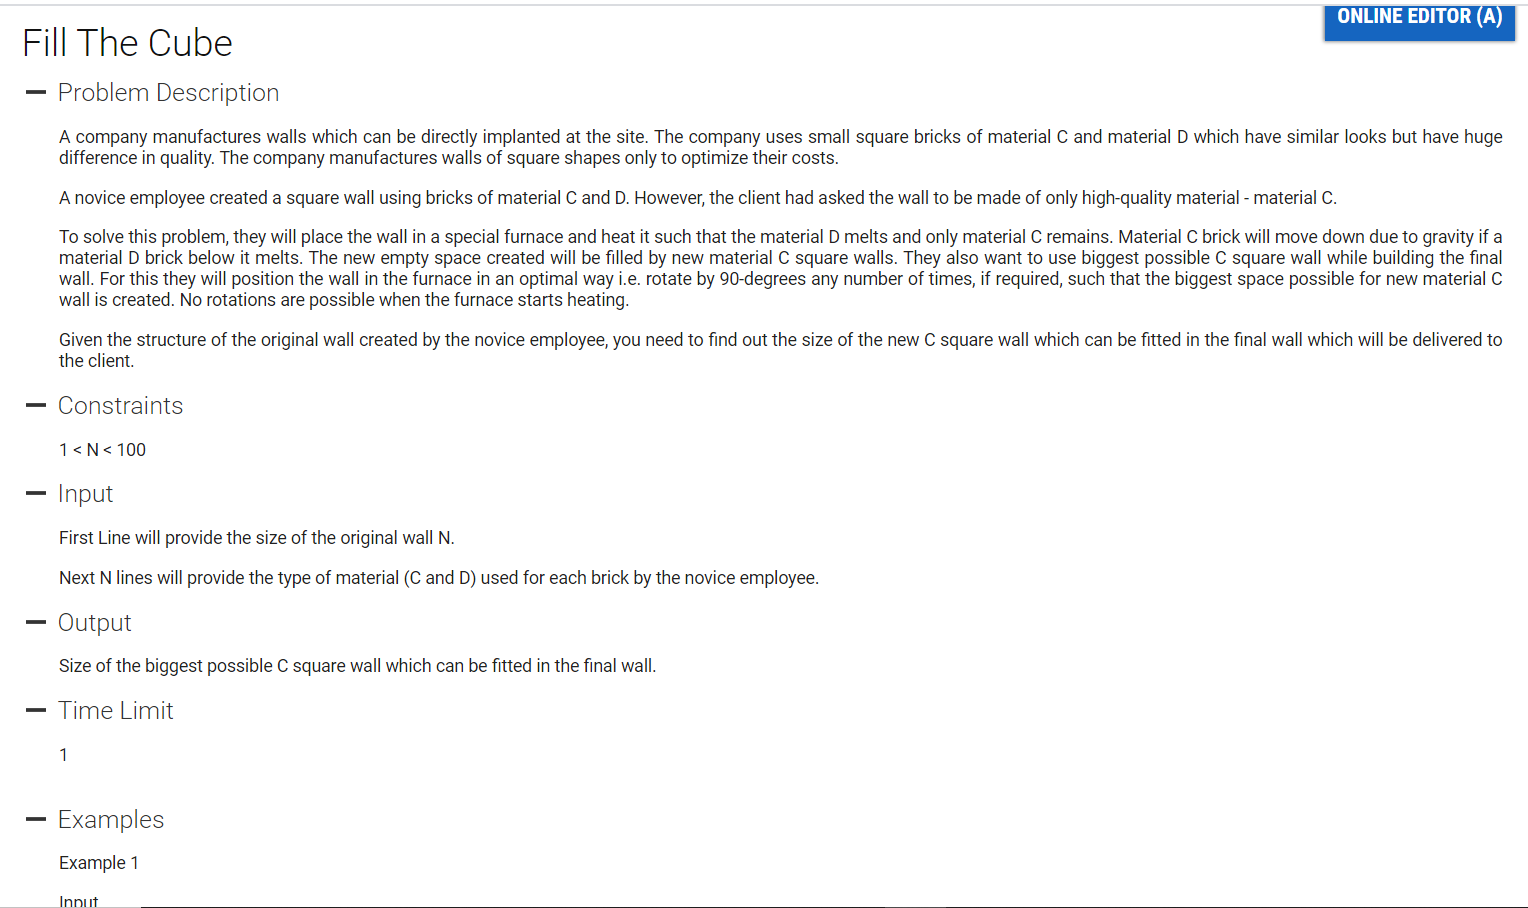 ONLINE EDITOR (A)
Fill The Cube
Problem Description
A company manufactures walls which can be directly implanted at the site. The company uses small square bricks of material C and material D which have similar looks but have huge
difference in quality. The company manufactures walls of square shapes only to optimize their costs.
A novice employee created a square wall using bricks of material C and D. However, the client had asked the wall to be made of only high-quality material - material C.
To solve this problem, they will place the wall in a special furnace and heat it such that the material D melts and only material C remains. Material C brick will move down due to gravity if a
material D brick below it melts. The new empty space created will be filled by new material C square walls. They also want to use biggest possible C square wall while building the final
wall. For this they will position the wall in the furnace in an optimal way i.e. rotate by 90-degrees any number of times, if required, such that the biggest space possible for new material C
wall is created. No rotations are possible when the furnace starts heating.
Given the structure of the original wall created by the novice employee, you need to find out the size of the new C square wall which can be fitted in the final wall which will be delivered to
the client.
Constraints
1 < N < 100
Input
First Line will provide the size of the original wall N.
Next N lines will provide the type of material (C and D) used for each brick by the novice employee.
Output
Size of the biggest possible C square wall which can be fitted in the final wall.
Time Limit
1
Examples
Example 1
Input